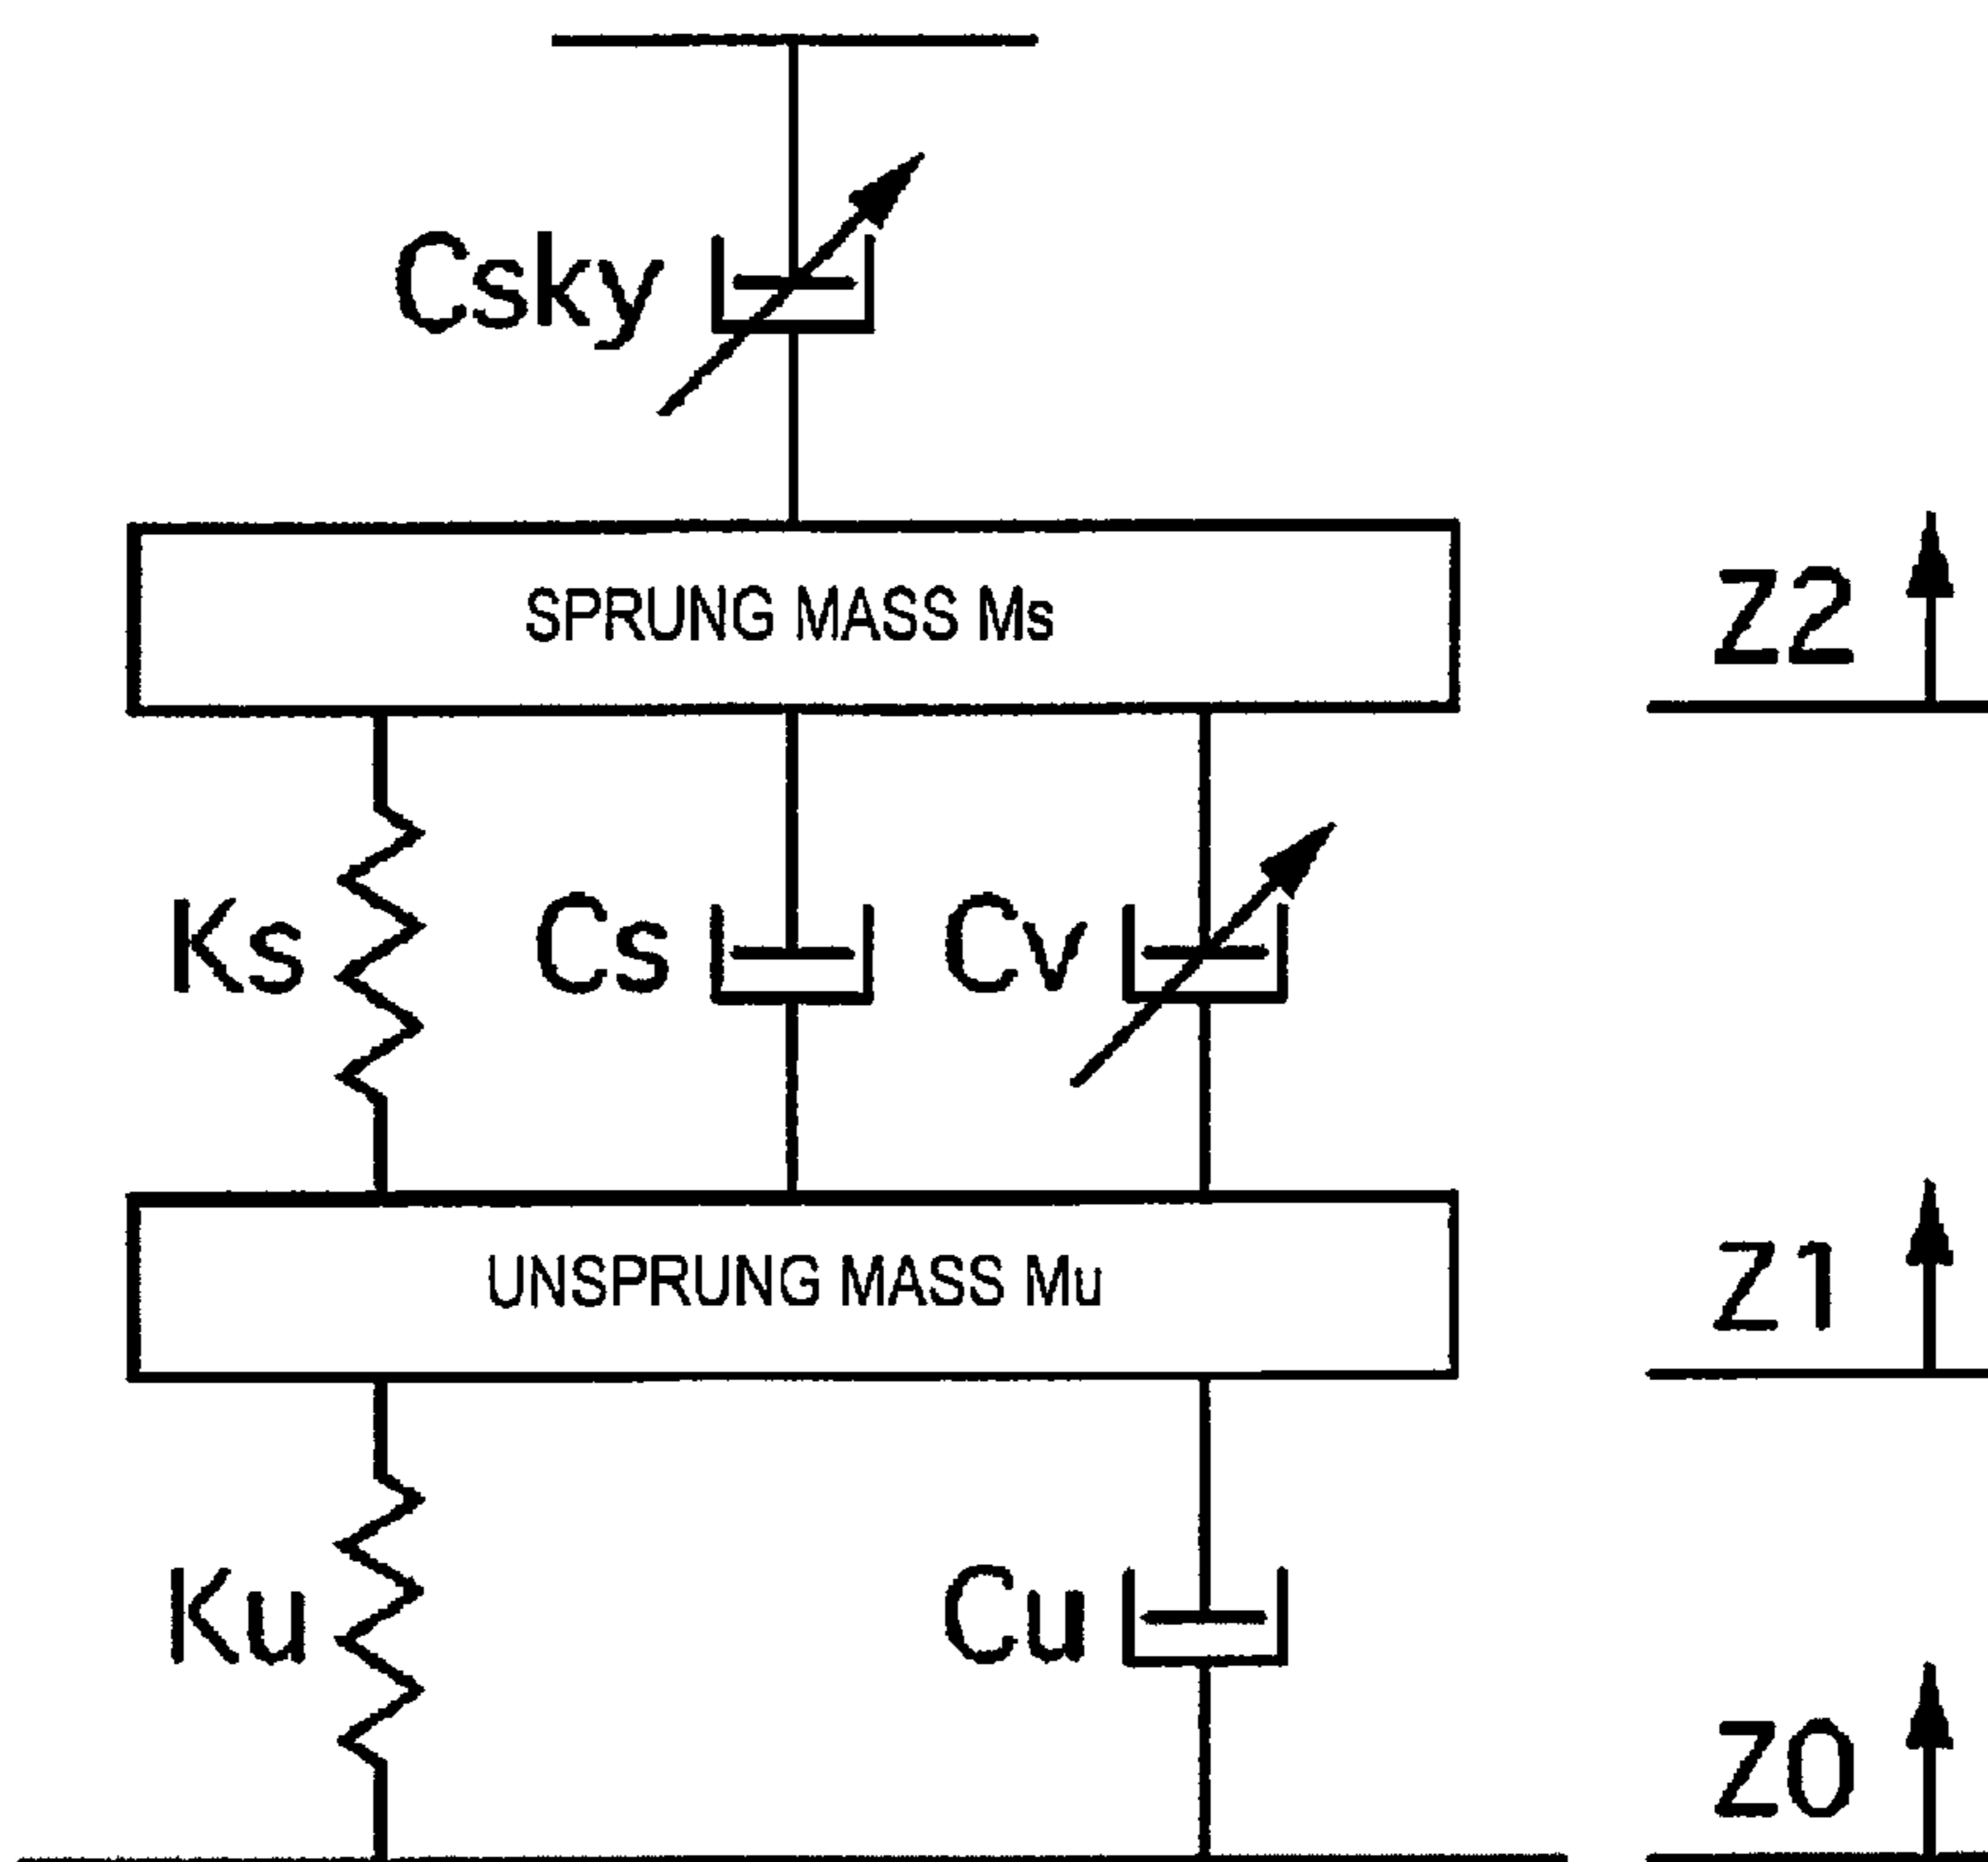 Csky
SPRUNG MASS Ms
Z2
Ks Cs Cv
UNSPRUNG MASS Mu
Z1
Ku Cu
Z0